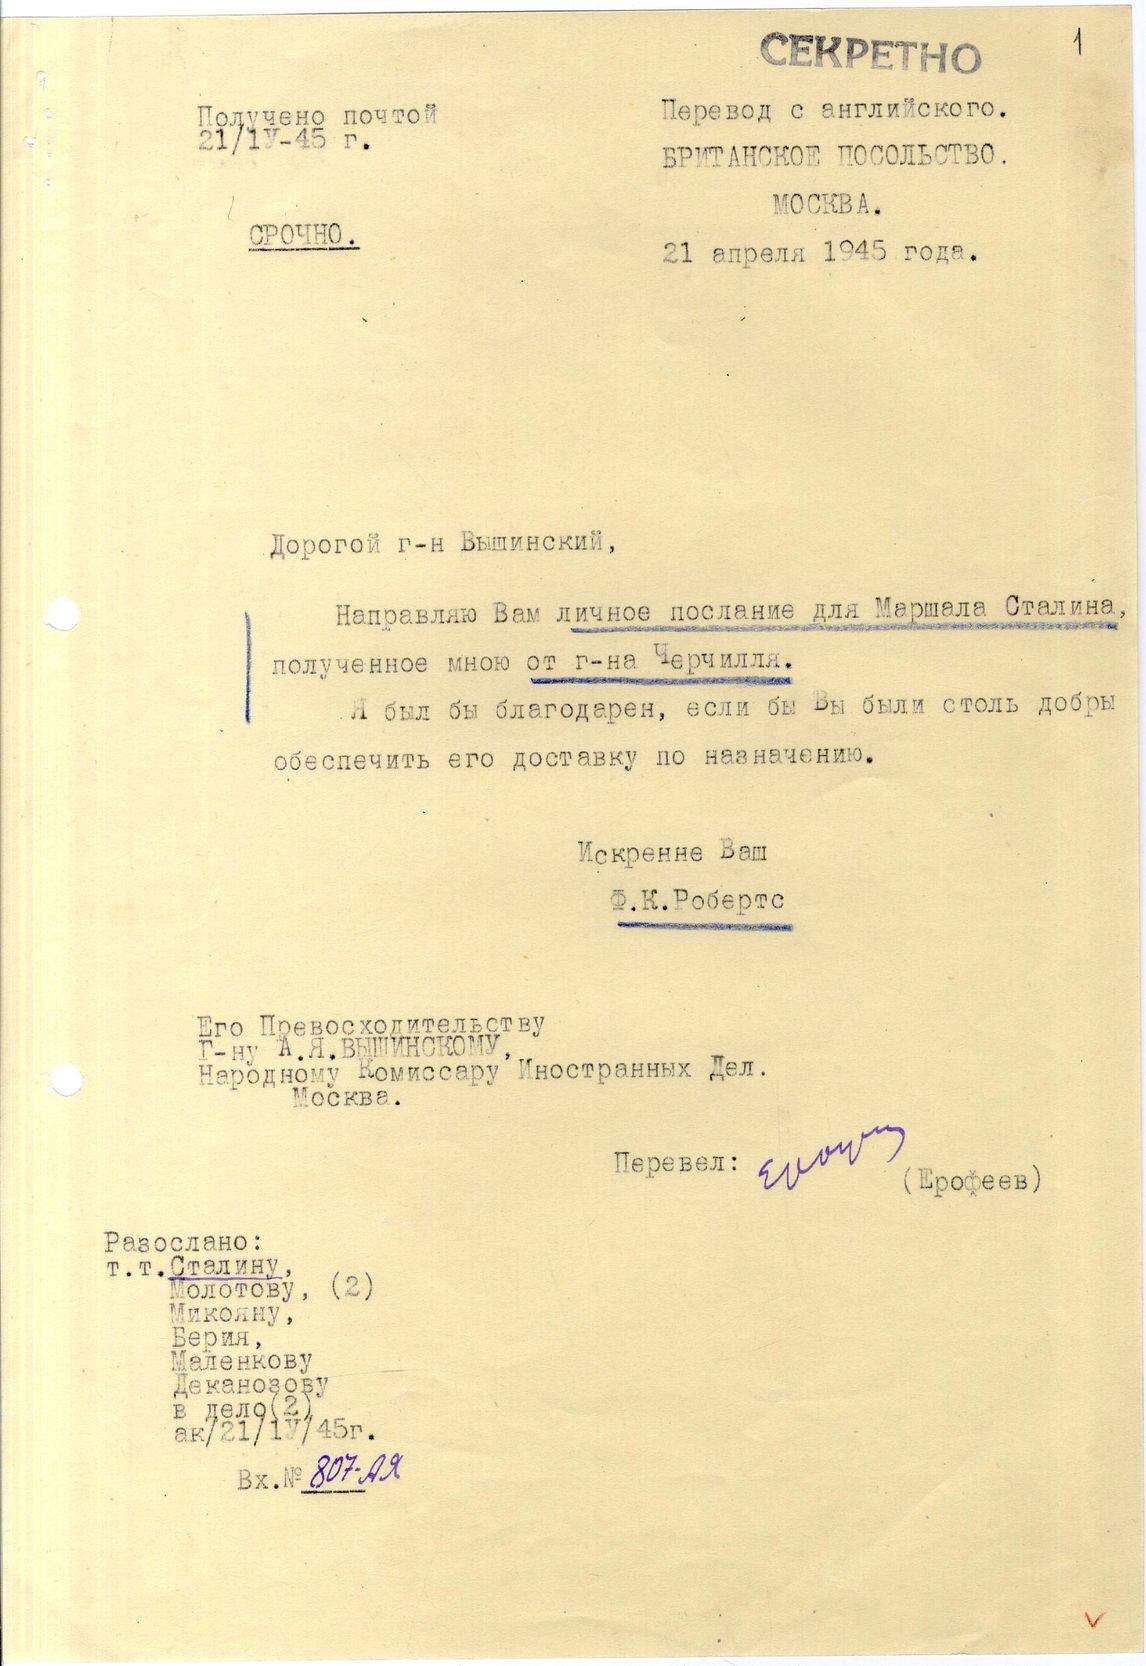 СЕКРЕТНО
1
Получено почтой
21/1У-45 г.
СРОЧНО.
Перевод с английского.
БРИТАНСКОЕ ПОСОЛЬСТВО.
МОСКВА.
21 апреля 1945 года.
Дорогой г-н Вышинский,
Направляю Вам личное послание для Маршала Сталина,
полученное мною от г-на Черчилля.
Я был бы благодарен, если бы Вы были столь добры
обеспечить его доставку по назначению.
Искренне Ваш
Ф.К.Робертс
Его Превосходительству
Г-ну А.Я.ВЫШИНСКОМУ,
Народному Комиссару Иностранных Дел.
Москва.
Перевел:
(Ерофеев)
Разослано:
т.т.Сталину,
Молотову, (2)
Микояну,
Берия,
Маленкову
Деканозову
в дело(2)
ак/21/1У/45г.
Вх.№ 807-АЯ